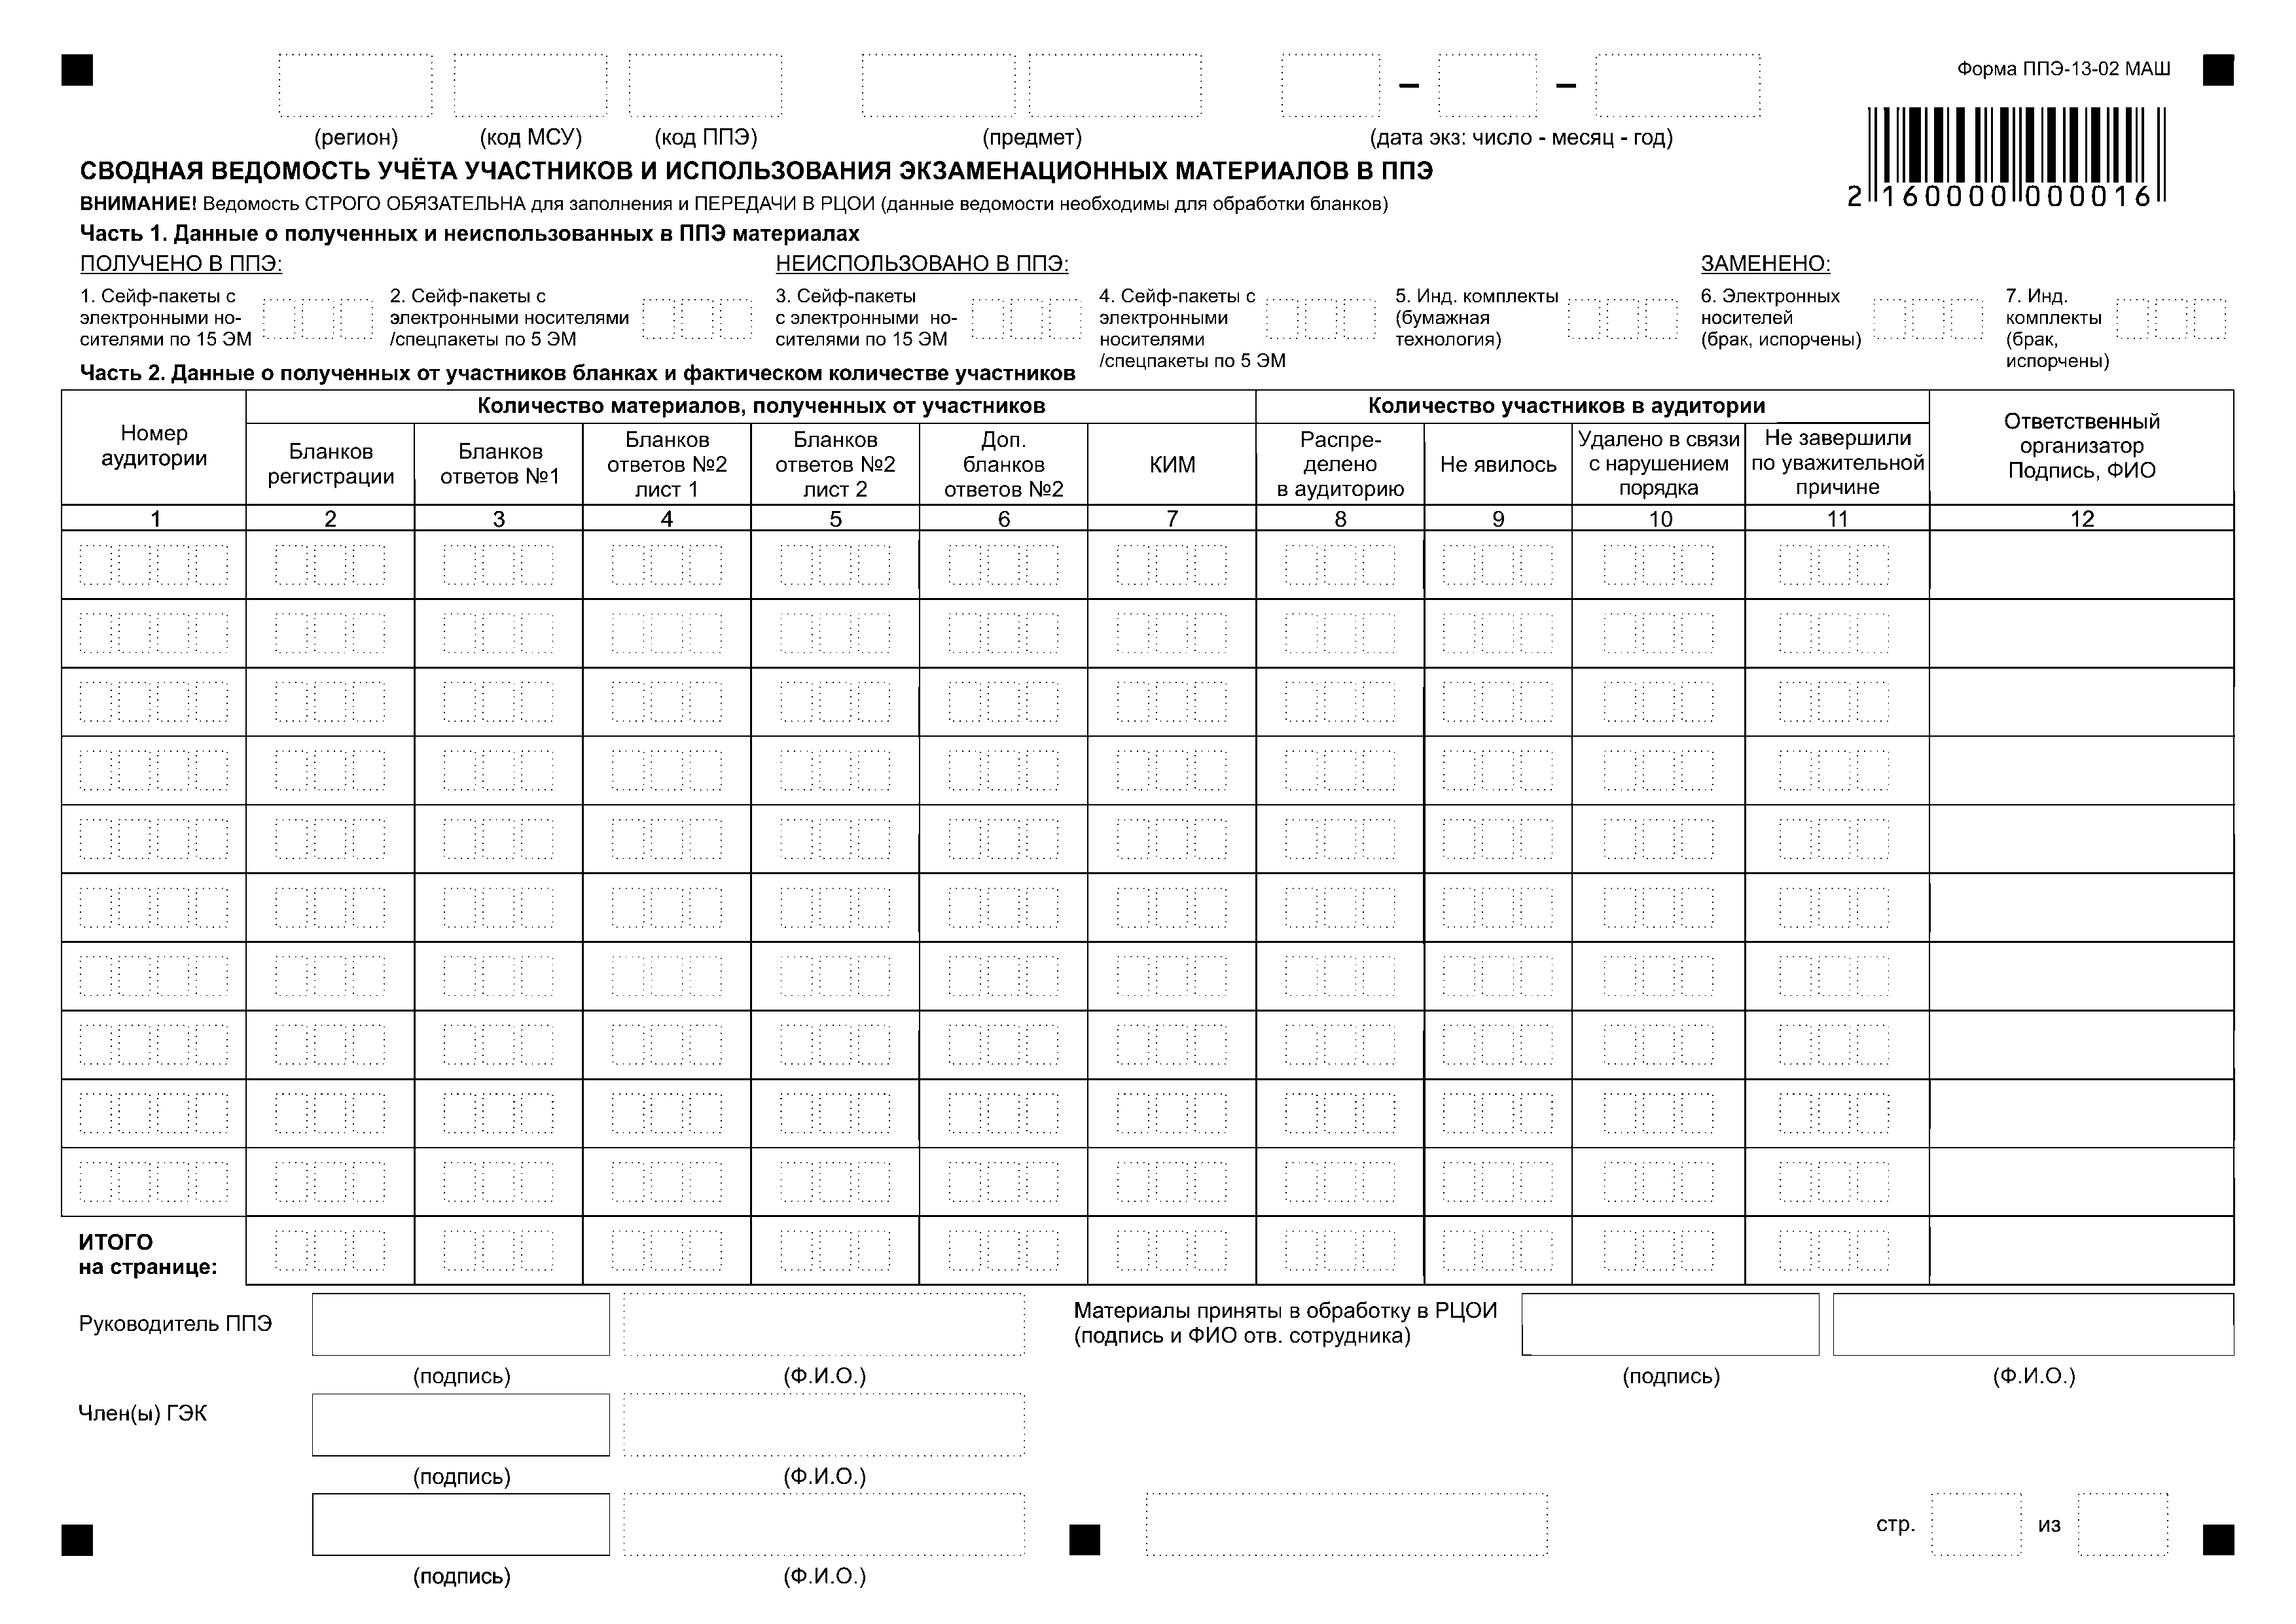 Форма ППЭ-13-02 МАШ
– –
(регион) (код МСУ) (код ППЭ) (предмет) (дата экз: число - месяц - год)
СВОДНАЯ ВЕДОМОСТЬ УЧЁТА УЧАСТНИКОВ И ИСПОЛЬЗОВАНИЯ ЭКЗАМЕНАЦИОННЫХ МАТЕРИАЛОВ В ППЭ
2 160000 000016
ВНИМАНИЕ! Ведомость СТРОГО ОБЯЗАТЕЛЬНА для заполнения и ПЕРЕДАЧИ В РЦОИ (данные ведомости необходимы для обработки бланков)
Часть 1. Данные о полученных и неиспользованных в ППЭ материалах
ПОЛУЧЕНО В ППЭ:
1. Сейф-пакеты с
электронными но-
сителями по 15 ЭМ
2. Сейф-пакеты с
электронными носителями
/спецпакеты по 5 ЭМ
НЕИСПОЛЬЗОВАНО В ППЭ:
3. Сейф-пакеты
с электронными но-
сителями по 15 ЭМ
4. Сейф-пакеты с
электронными
носителями
/спецпакеты по 5 ЭМ
5. Инд. комплекты
(бумажная
технология)
ЗАМЕНЕНО:
6. Электронных
носителей
(брак, испорчены)
7. Инд.
комплекты
(брак,
испорчены)
Часть 2. Данные о полученных от участников бланках и фактическом количестве участников
Номер
аудитории
Количество материалов, полученных от участников
Бланков
регистрации
Бланков
ответов №1
Бланков
ответов №2
лист 1
Бланков
ответов №2
лист 2
Доп.
бланков
ответов №2
КИМ
Количество участников в аудитории
Распре-
делено
в аудиторию
Не явилось
Удалено в связи
с нарушением
порядка
Не завершили
по уважительной
причине
Ответственный
организатор
Подпись, ФИО
1 2 3 4 5 6 7 8 9 10 11 12
ИТОГО
на странице:
Руководитель ППЭ
(подпись) (Ф.И.О.)
Материалы приняты в обработку в РЦОИ
(подпись и ФИО отв. сотрудника)
(подпись) (Ф.И.О.)
Член(ы) ГЭК
(подпись) (Ф.И.О.)
(подпись) (Ф.И.О.)
стр. из